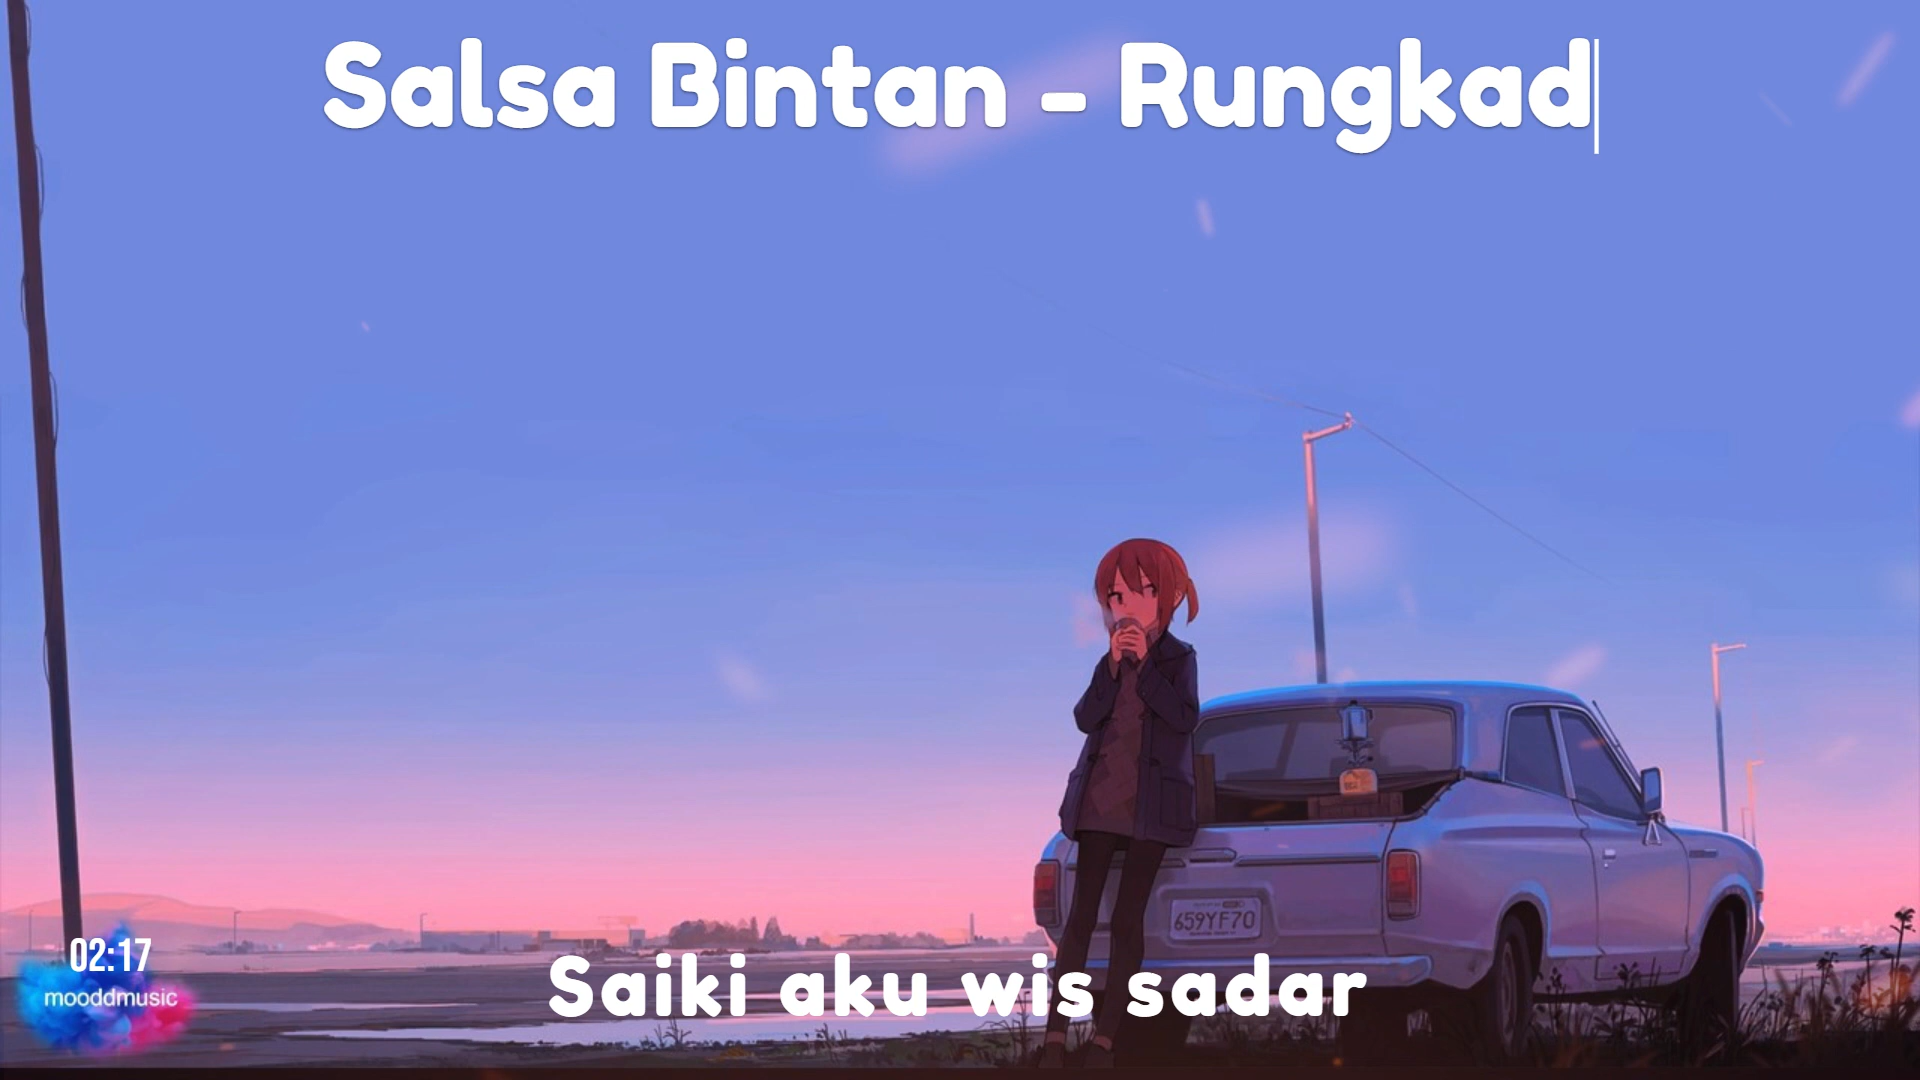 Salsa Bintan - Rungkad
659YF70
02:17
mooddmusic
Saiki aku wis sadar